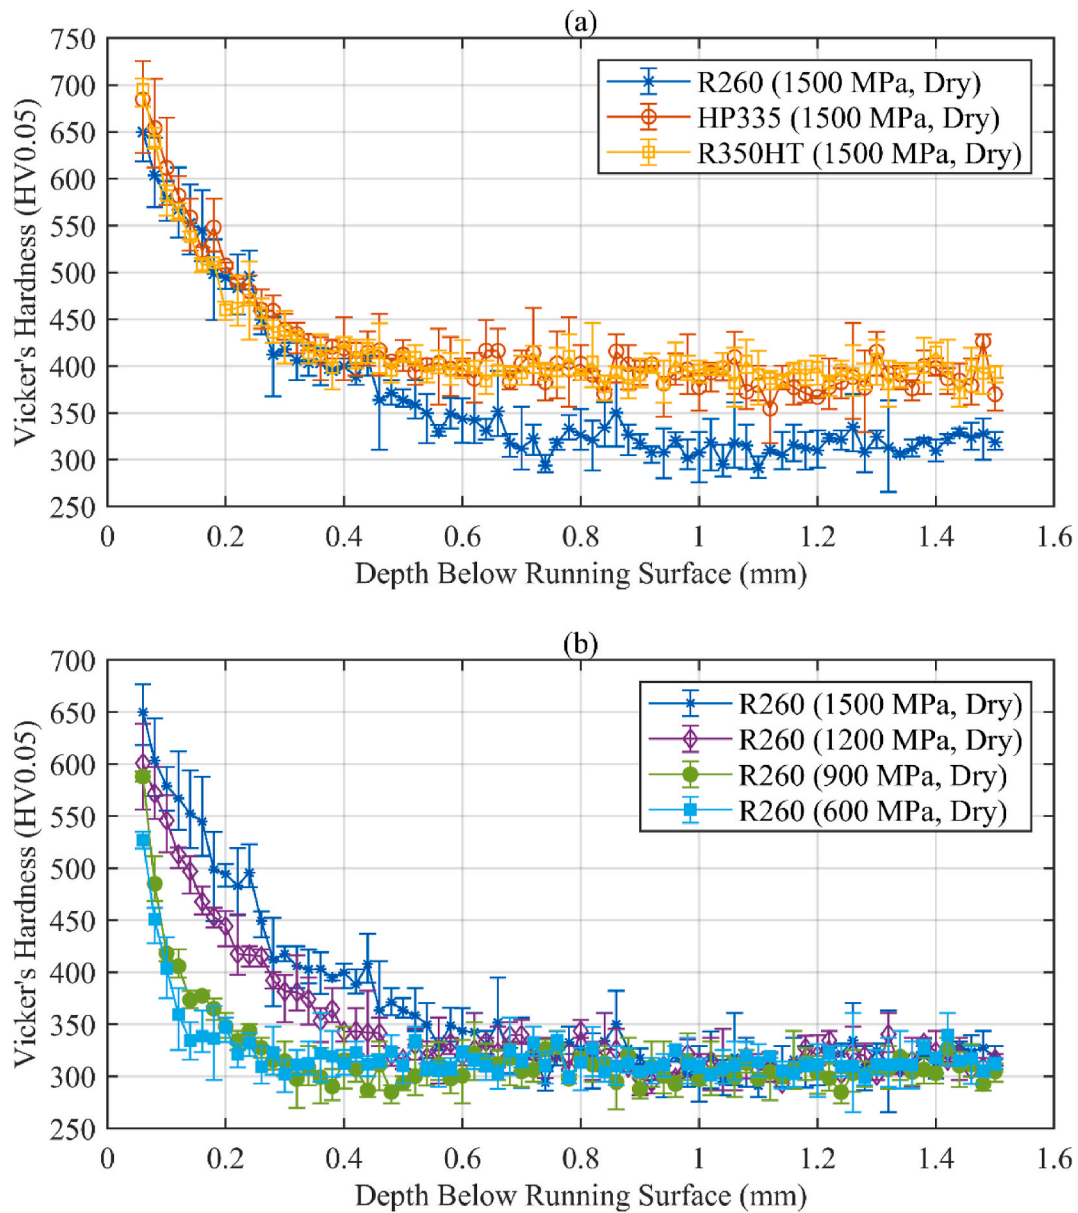 (a)
750
700
650
600
550
500
450
400
350
300
250
Vicker's Hardness (HV0.05)
R260 (1500 MPa, Dry)
HP335 (1500 MPa, Dry)
R350HT (1500 MPa, Dry)
0 0.2 0.4 0.6 0.8 1 1.2 1.4 1.6
Depth Below Running Surface (mm)
(b)
700
650
600
550
500
450
400
350
300
250
Vicker's Hardness (HV0.05)
R260 (1500 MPa, Dry)
R260 (1200 MPa, Dry)
R260 (900 MPa, Dry)
R260 (600 MPa, Dry)
0 0.2 0.4 0.6 0.8 1 1.2 1.4 1.6
Depth Below Running Surface (mm)